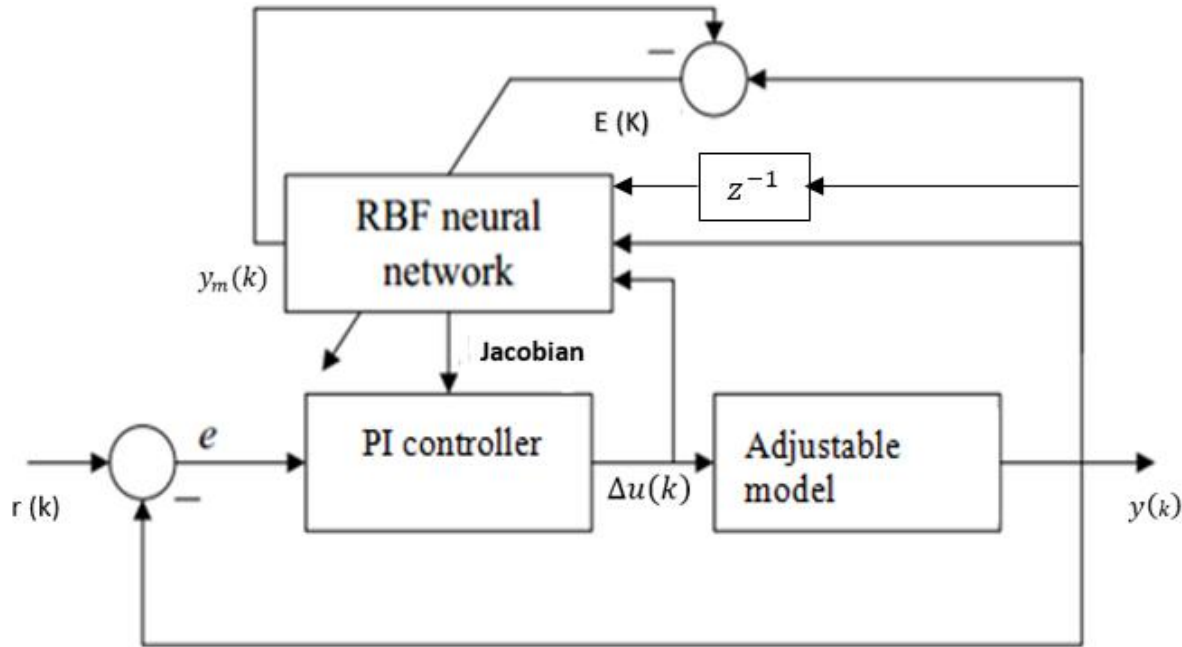 −
E (K)
z⁻¹
RBF neural
network
yₘ(k)
Jacobian
e
PI controller
Adjustable
model
−
Δu(k)
r (k)
y(k)